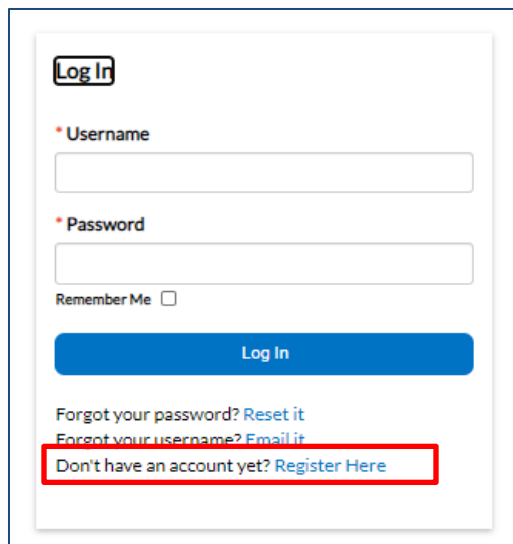 Log In
* Username
* Password
Remember Me
Log In
Forgot your password? Reset it
Forgot your username? Email it
Don't have an account yet? Register Here